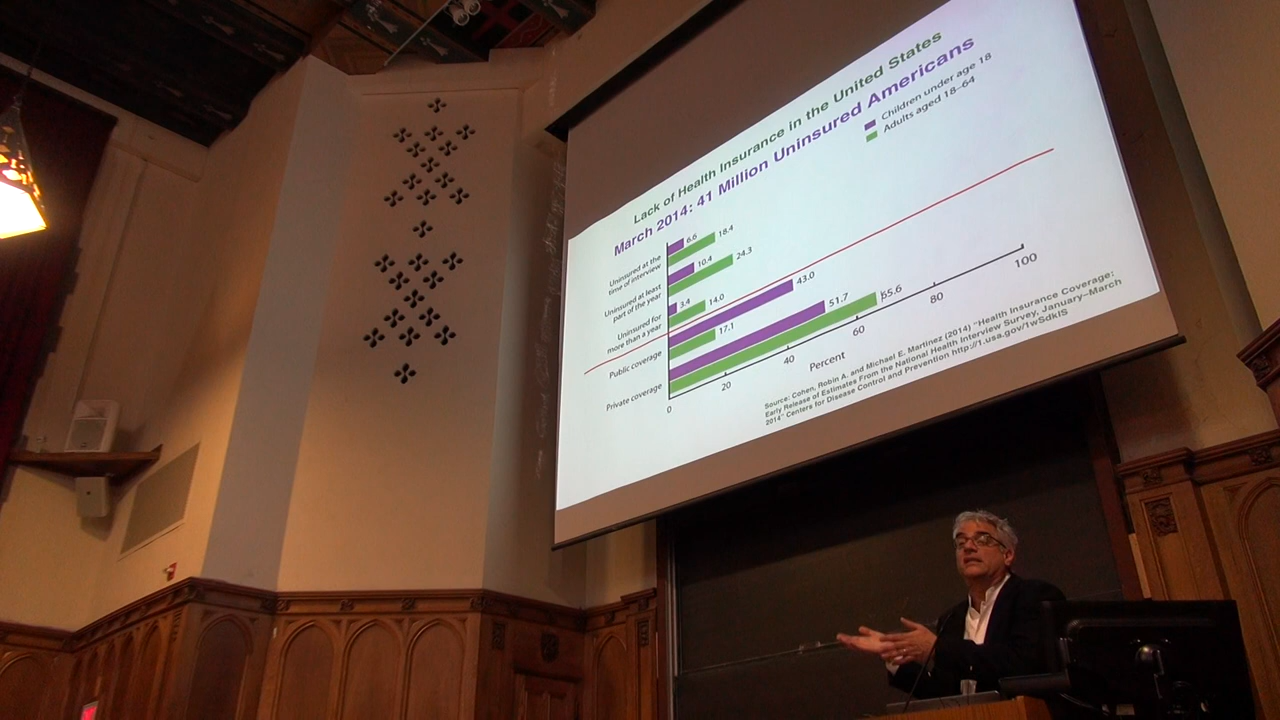 Lack of Health Insurance in the United States
March 2014: 41 Million Uninsured Americans
Children under age 18
Adults aged 18–64
Uninsured at the
time of interview
6.6
18.4
Uninsured at least
part of the year
10.4
24.3
Uninsured for
more than a year
3.4
14.0
Public coverage
43.0
17.1
Private coverage
51.7
65.6
0
20
40
60
80
100
Percent
Source: Cohen, Robin A. and Michael E. Martinez (2014) "Health Insurance Coverage:
Early Release of Estimates From the National Health Interview Survey, January–March
2014" Centers for Disease Control and Prevention http://1.usa.gov/1wSdkIS